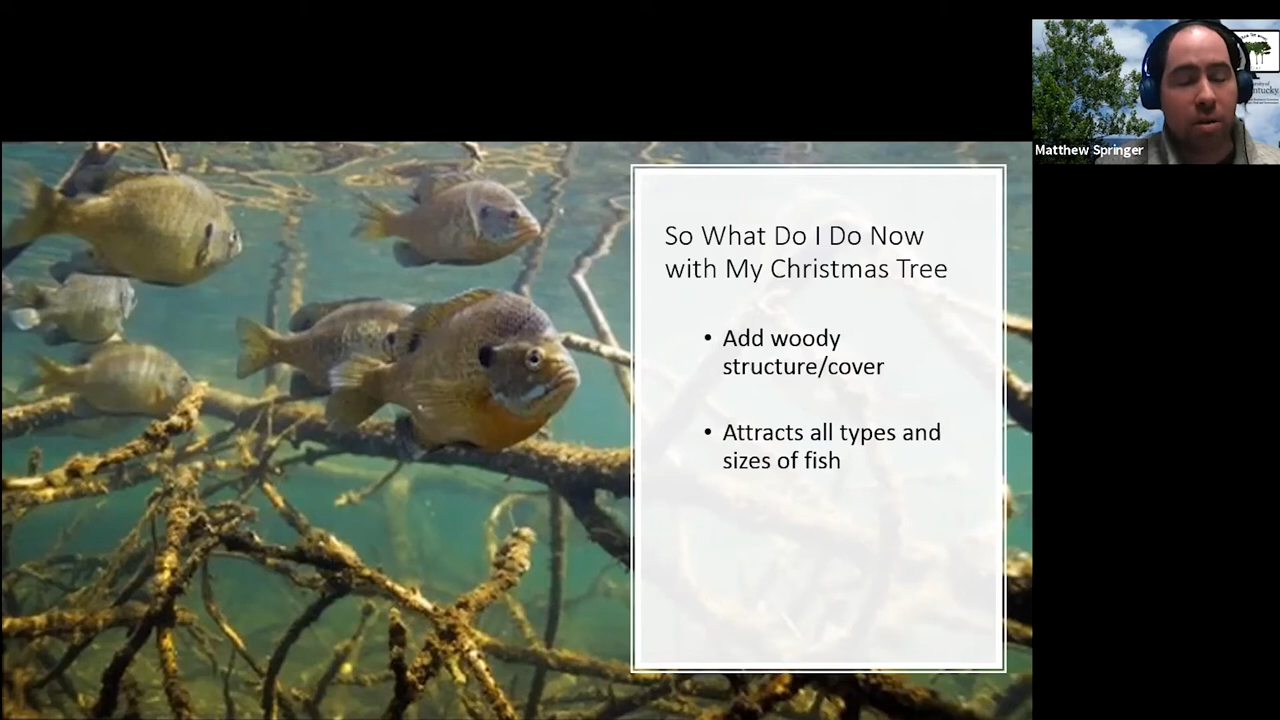 ntucky
Matthew Springer
So What Do I Do Now
with My Christmas Tree
• Add woody
structure/cover
• Attracts all types and
sizes of fish